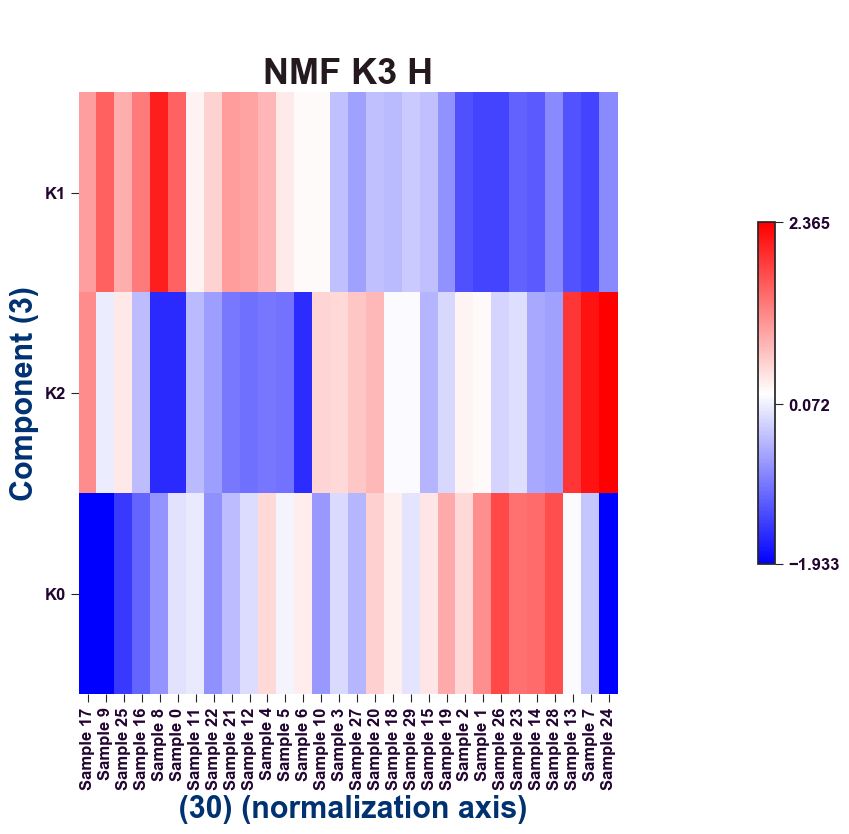 NMF K3 H
Component (3)
K1
K2
K0
2.365
0.072
−1.933
Sample 17
Sample 9
Sample 25
Sample 16
Sample 8
Sample 0
Sample 11
Sample 22
Sample 21
Sample 12
Sample 4
Sample 5
Sample 6
Sample 10
Sample 3
Sample 27
Sample 20
Sample 18
Sample 29
Sample 15
Sample 19
Sample 2
Sample 1
Sample 26
Sample 23
Sample 14
Sample 28
Sample 13
Sample 7
Sample 24
(30) (normalization axis)